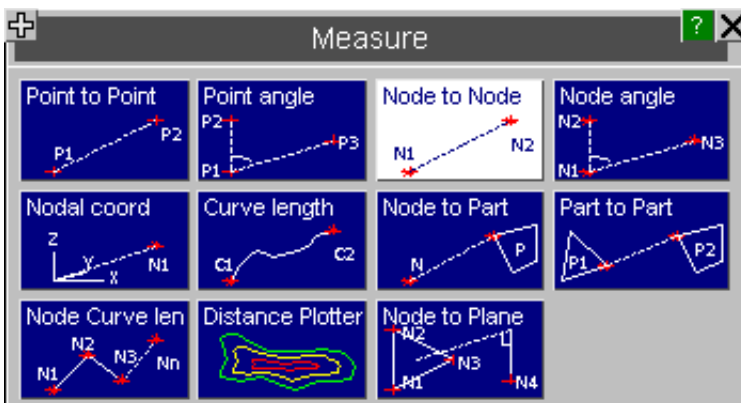 ? X
Measure
Point to Point
P1 P2
Point angle
P2
P1 P3
Node to Node
N1 N2
Node angle
N2
N1 N3
Nodal coord
Z
Y
X
N1
Curve length
C1 C2
Node to Part
N P
Part to Part
P1 P2
Node Curve len
N1 N2 N3 Nn
Distance Plotter
Node to Plane
N2
N1 N3 N4